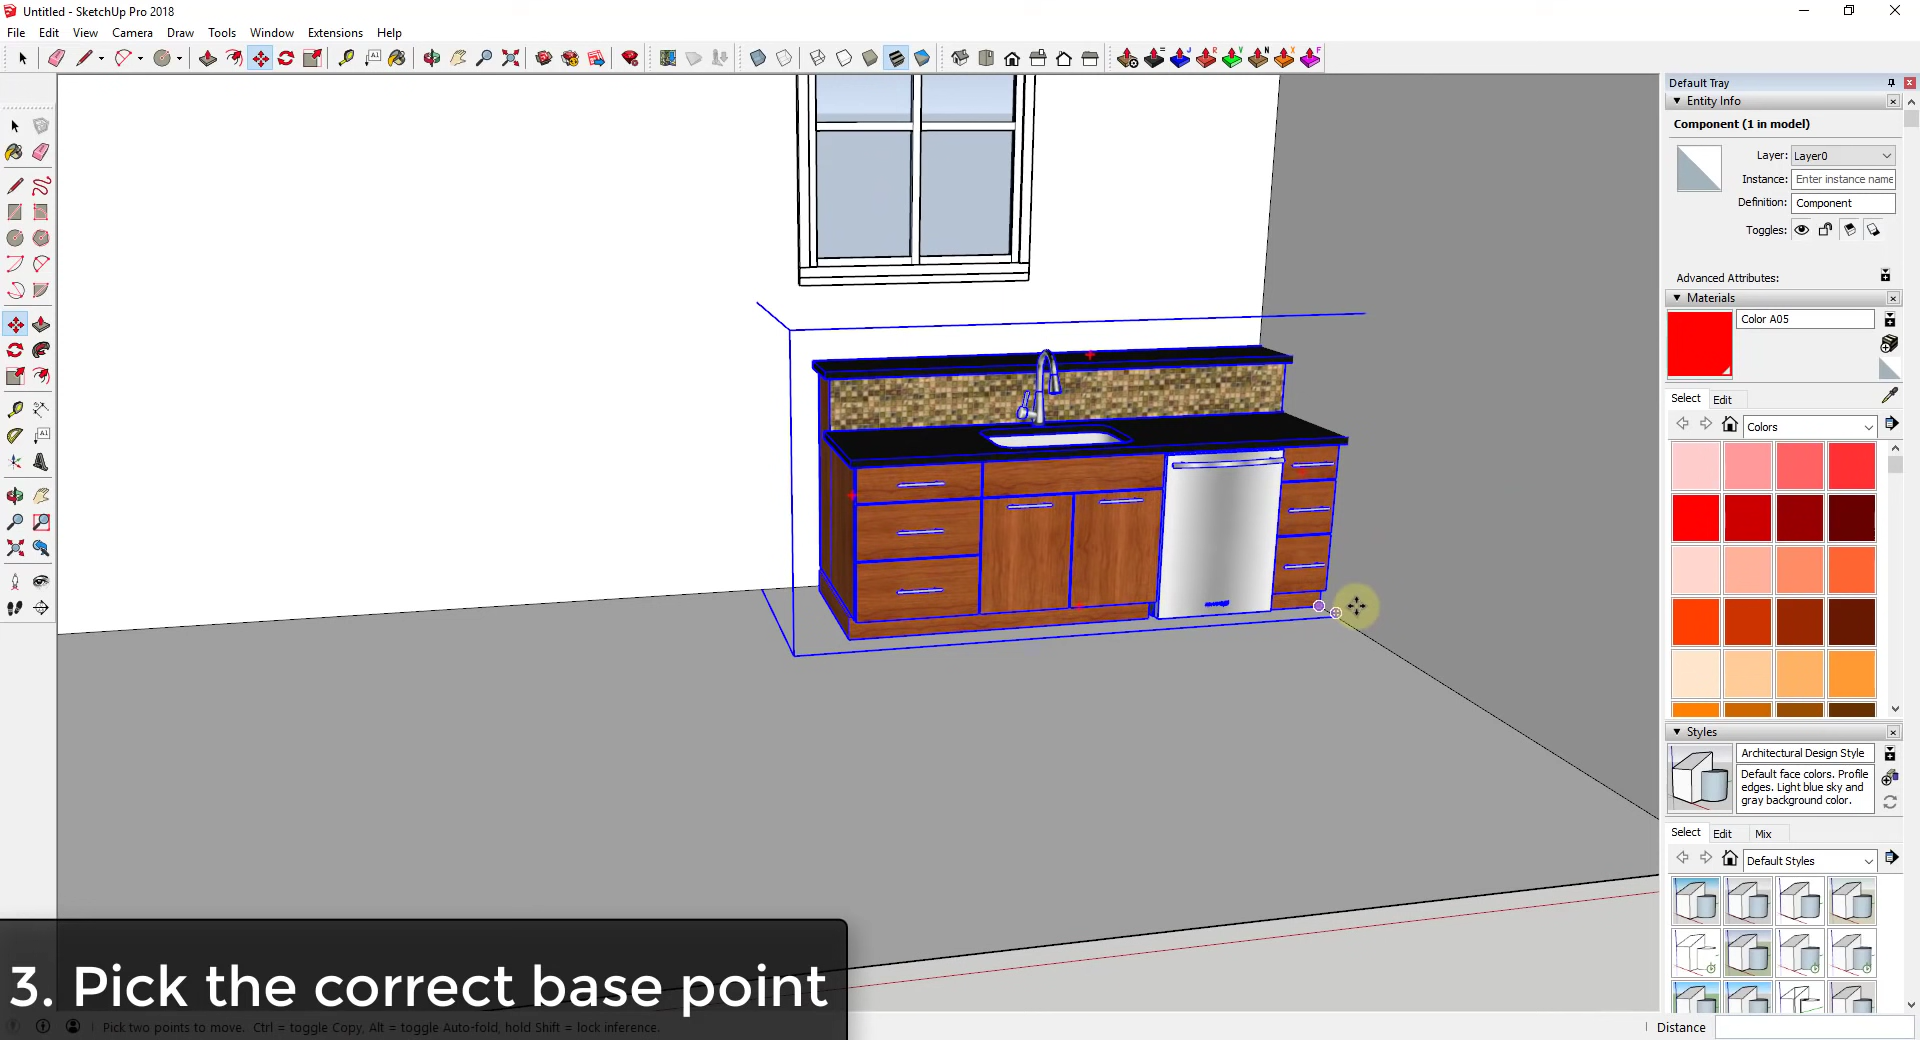 Untitled - SketchUp Pro 2018
File Edit View Camera Draw Tools Window Extensions Help
Default Tray
Entity Info
Component (1 in model)
Layer: Layer0
Instance: Enter instance name
Definition: Component
Toggles:
Advanced Attributes:
Materials
Color A05
Select Edit
Colors
Styles
Architectural Design Style
Default face colors. Profile
edges. Light blue sky and
gray background color.
Select Edit Mix
Default Styles
3. Pick the correct base point
Pick two points to move. Ctrl = toggle Copy, Alt = toggle Auto-fold; hold Shift = lock inference.
Distance